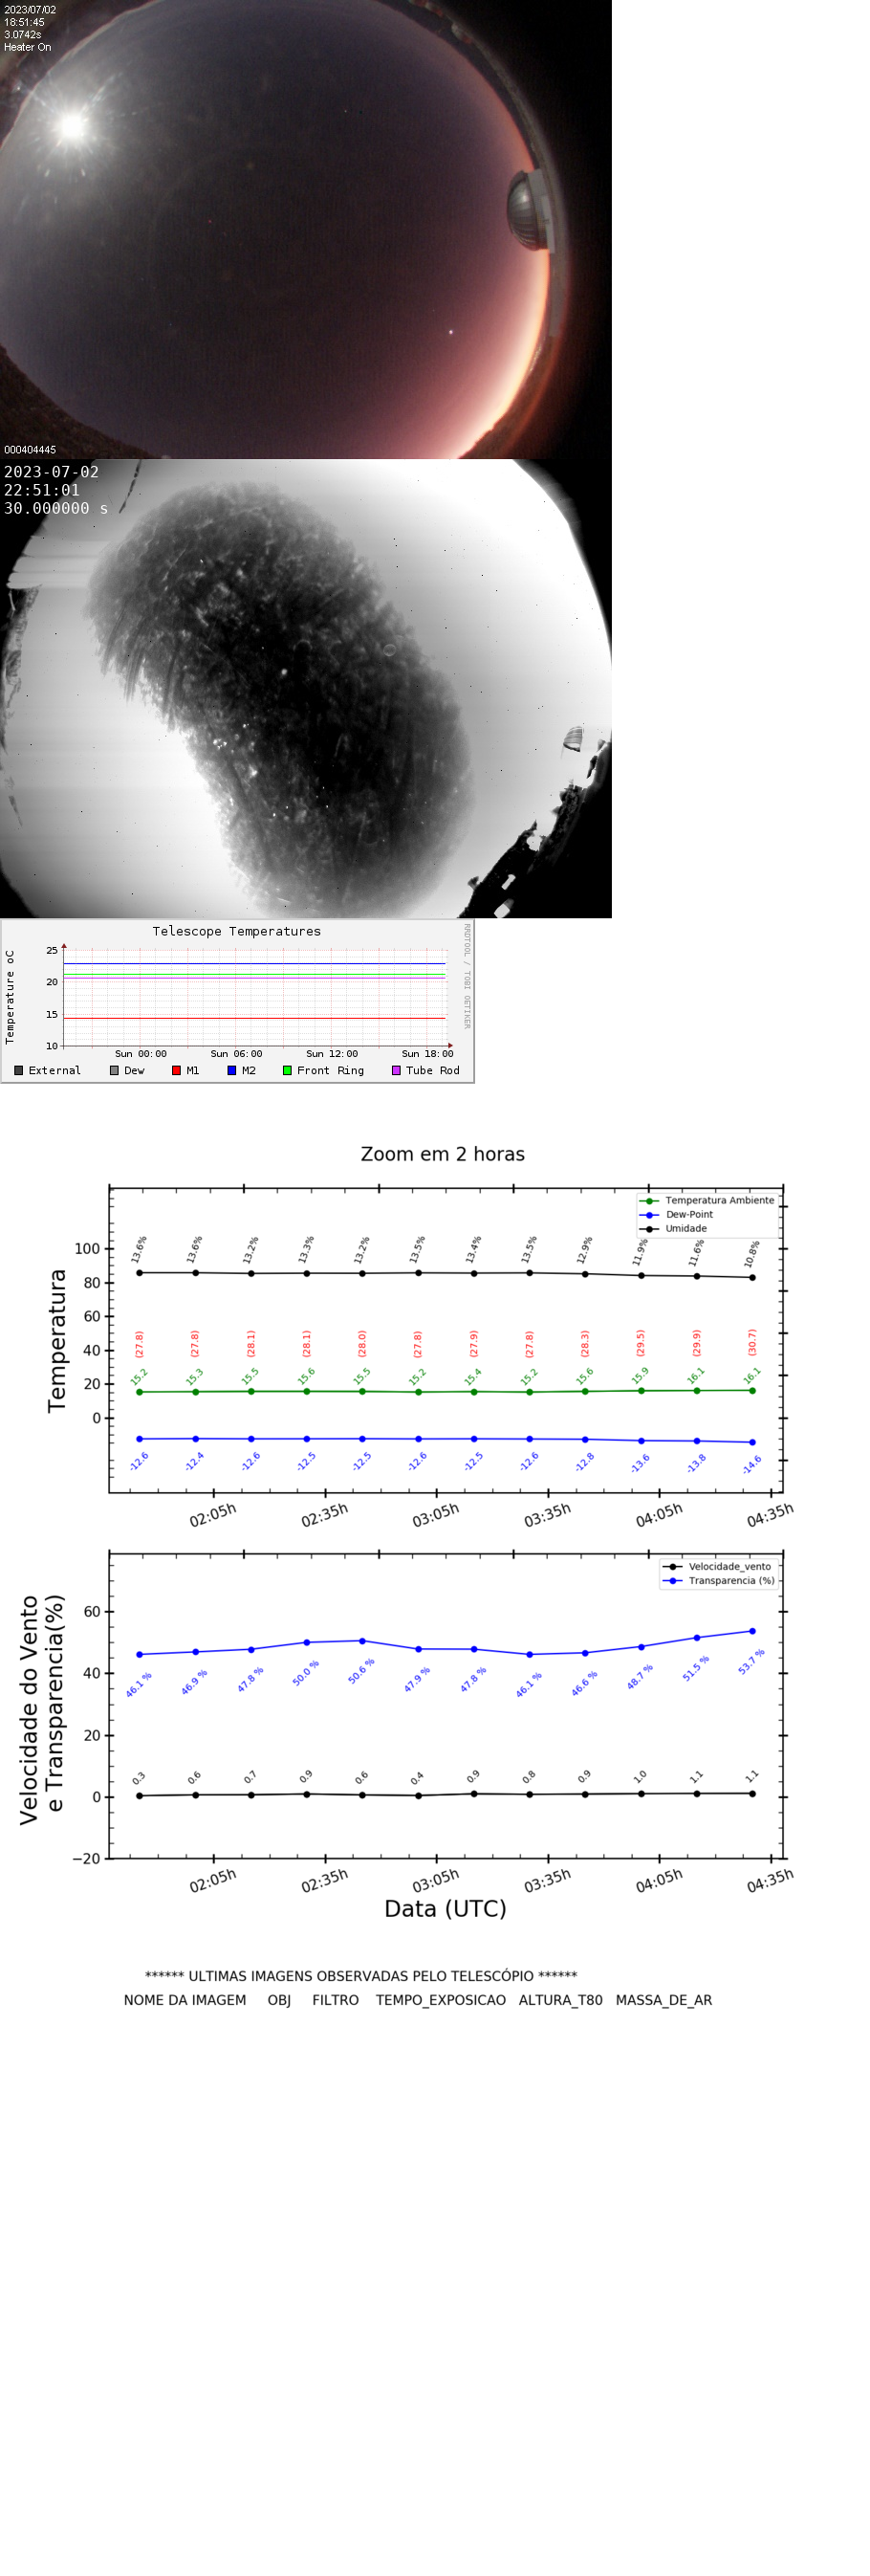 2023/07/02
18:51:45
3.0742s
Heater On
000404445
2023-07-02
22:51:01
30.000000 s
Telescope Temperatures
RRDTOOL / TOBI OETIKER
Temperature oC
25
20
15
10
Sun 00:00 Sun 06:00 Sun 12:00 Sun 18:00
External Dew M1 M2 Front Ring Tube Rod
Zoom em 2 horas
Temperatura Ambiente
Dew-Point
Umidade
Temperatura
100
80
60
40
20
0
13.6% 13.6% 13.2% 13.3% 13.2% 13.5% 13.4% 13.5% 12.9% 11.9% 11.6% 10.8%
(27.8) (27.8) (28.1) (28.1) (28.0) (27.8) (27.9) (27.8) (28.3) (29.5) (29.9) (30.7)
15.2 15.3 15.5 15.6 15.5 15.2 15.4 15.2 15.6 15.9 16.1 16.1
-12.6 -12.4 -12.6 -12.5 -12.5 -12.6 -12.5 -12.6 -12.8 -13.6 -13.8 -14.6
02:05h 02:35h 03:05h 03:35h 04:05h 04:35h
Velocidade_vento
Transparencia (%)
Velocidade do Vento
e Transparencia(%)
60
40
20
0
−20
46.1 % 46.9 % 47.8 % 50.0 % 50.6 % 47.9 % 47.8 % 46.1 % 46.6 % 48.7 % 51.5 % 53.7 %
0.3 0.6 0.7 0.9 0.6 0.4 0.9 0.8 0.9 1.0 1.1 1.1
02:05h 02:35h 03:05h 03:35h 04:05h 04:35h
Data (UTC)
****** ULTIMAS IMAGENS OBSERVADAS PELO TELESCÓPIO ******
NOME DA IMAGEM OBJ FILTRO TEMPO_EXPOSICAO ALTURA_T80 MASSA_DE_AR